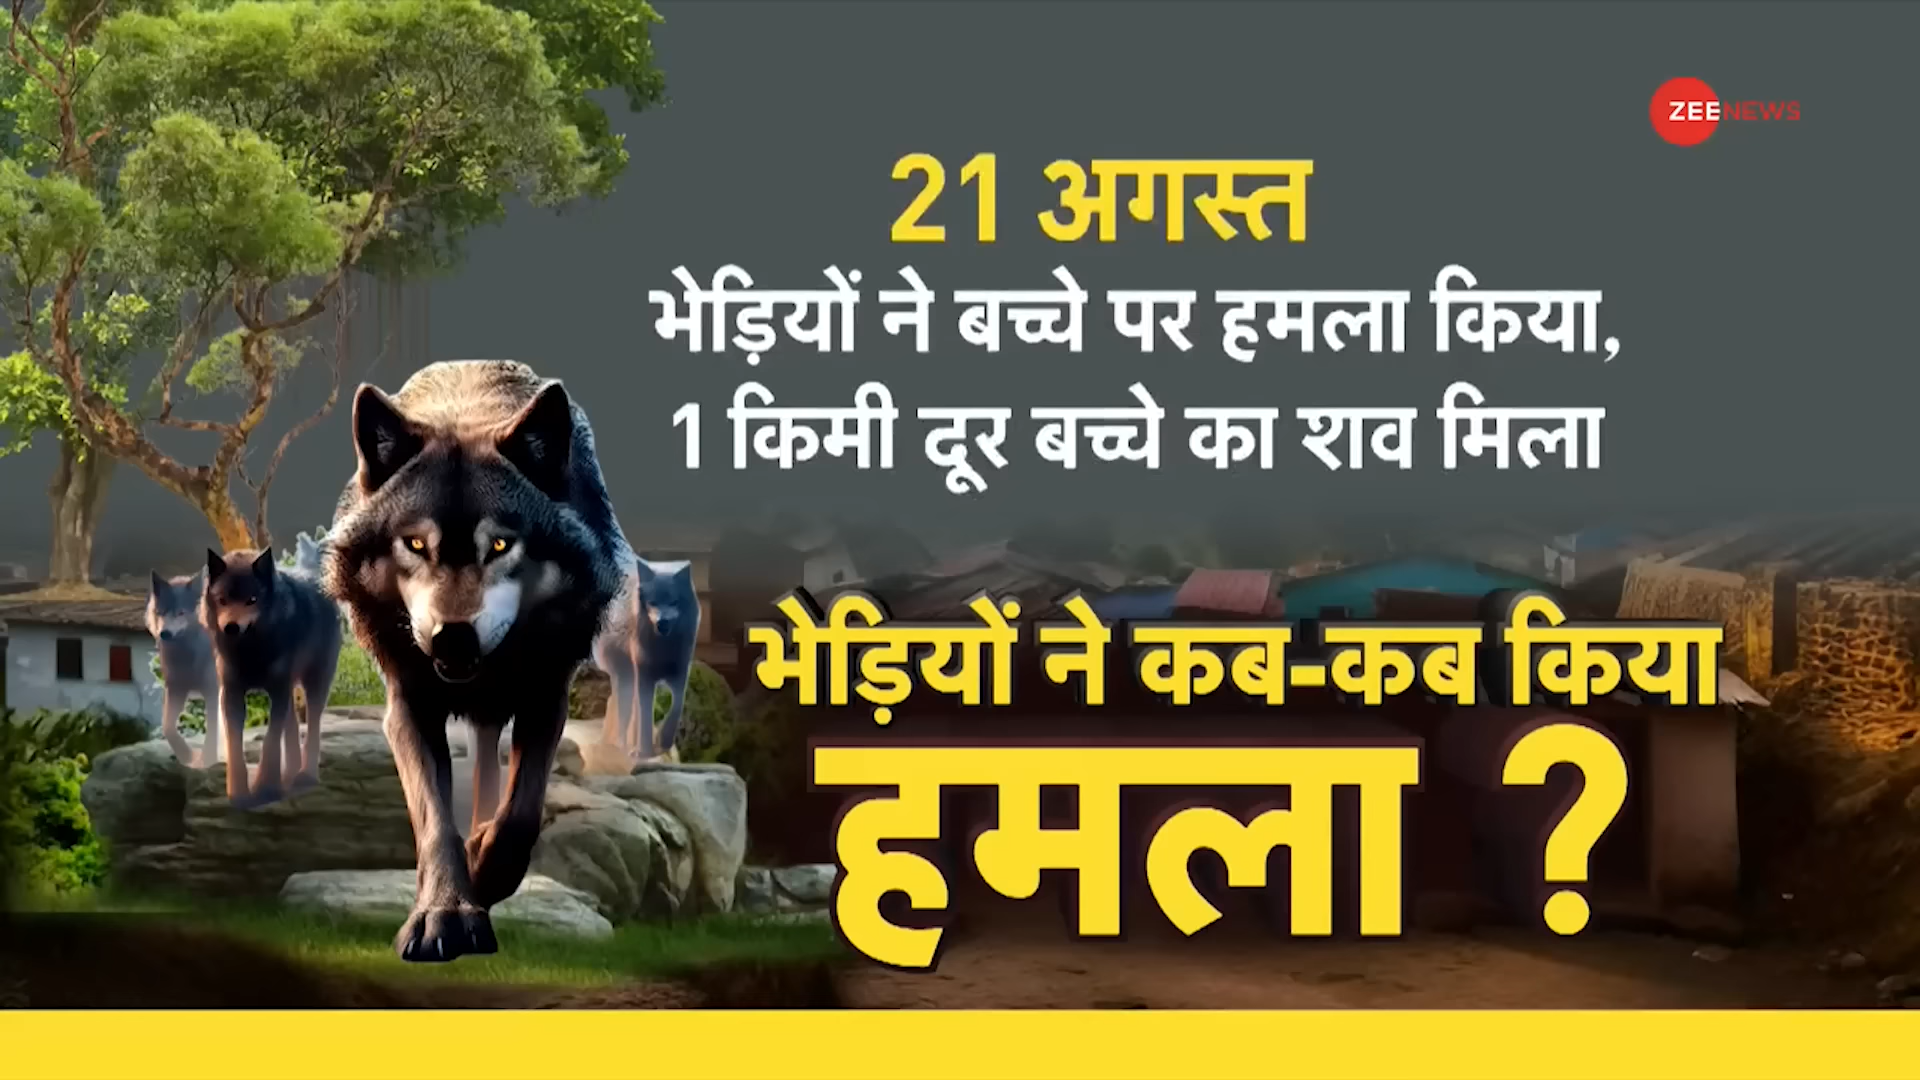 ZEENEWS
21 अगस्त
भेड़ियों ने बच्चे पर हमला किया,
1 किमी दूर बच्चे का शव मिला
भेड़ियों ने कब-कब किया
हमला ?